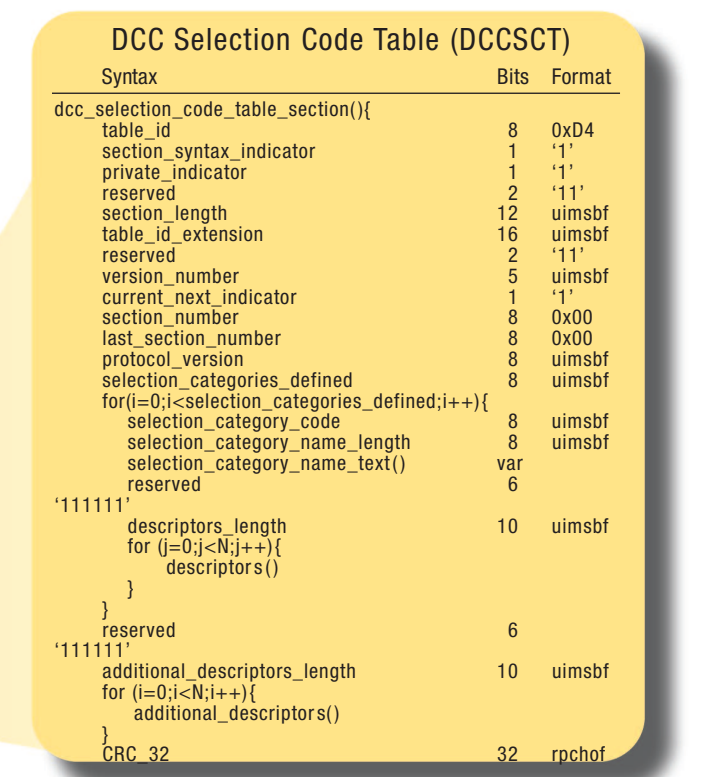 DCC Selection Code Table (DCCSCT)
Syntax Bits Format
dcc_selection_code_table_section(){
table_id 8 0xD4
section_syntax_indicator 1 ‘1’
private_indicator 1 ‘1’
reserved 2 ‘11’
section_length 12 uimsbf
table_id_extension 16 uimsbf
reserved 2 ‘11’
version_number 5 uimsbf
current_next_indicator 1 ‘1’
section_number 8 0x00
last_section_number 8 0x00
protocol_version 8 uimsbf
selection_categories_defined 8 uimsbf
for(i=0;i<selection_categories_defined;i++){
selection_category_code 8 uimsbf
selection_category_name_length 8 uimsbf
selection_category_name_text() var
reserved 6
‘111111’
descriptors_length 10 uimsbf
for (j=0;j<N;j++){
descriptors()
}
}
reserved 6
‘111111’
additional_descriptors_length 10 uimsbf
for (i=0;i<N;i++){
additional_descriptors()
}
CRC_32 32 rpchof